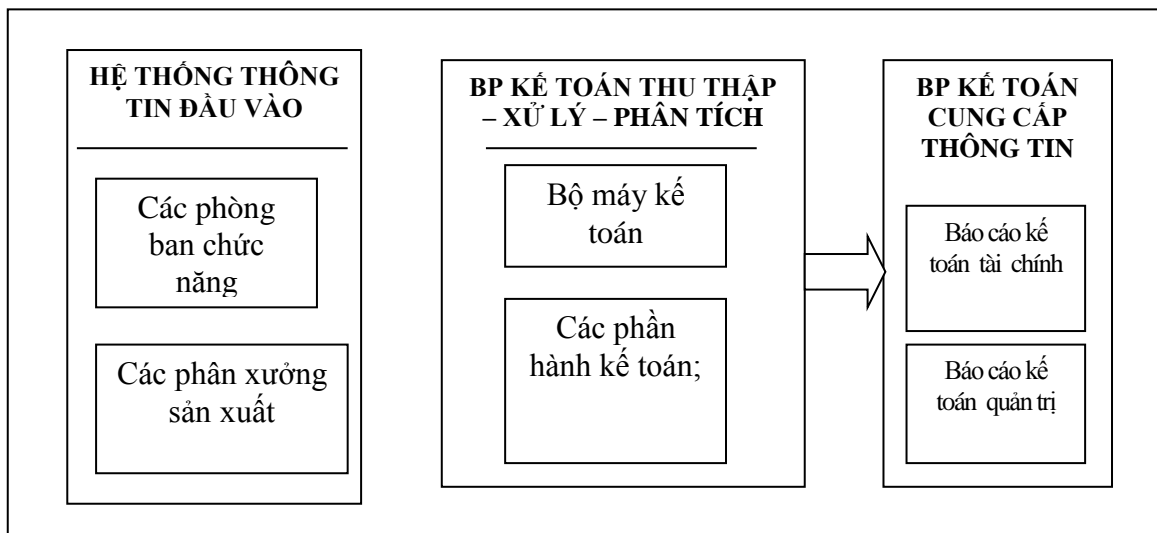 HỆ THỐNG THÔNG
TIN ĐẦU VÀO
Các phòng
ban chức
năng
Các phân xưởng
sản xuất
BP KẾ TOÁN THU THẬP
– XỬ LÝ – PHÂN TÍCH
Bộ máy kế
toán
Các phần
hành kế toán;
BP KẾ TOÁN
CUNG CẤP
THÔNG TIN
Báo cáo kế
toán tài chính
Báo cáo kế
toán quản trị